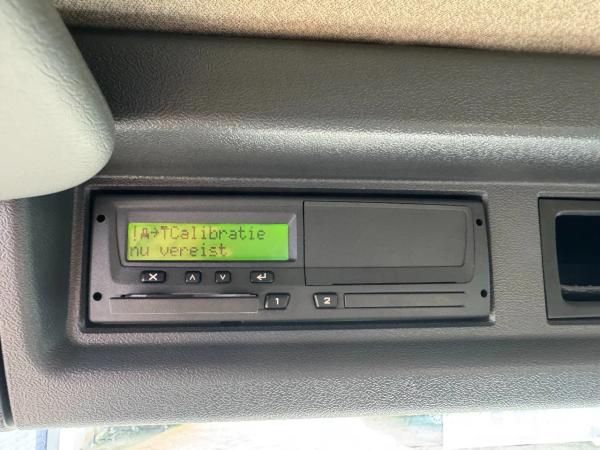 !A→TCalibratie
nu vereist
1 2